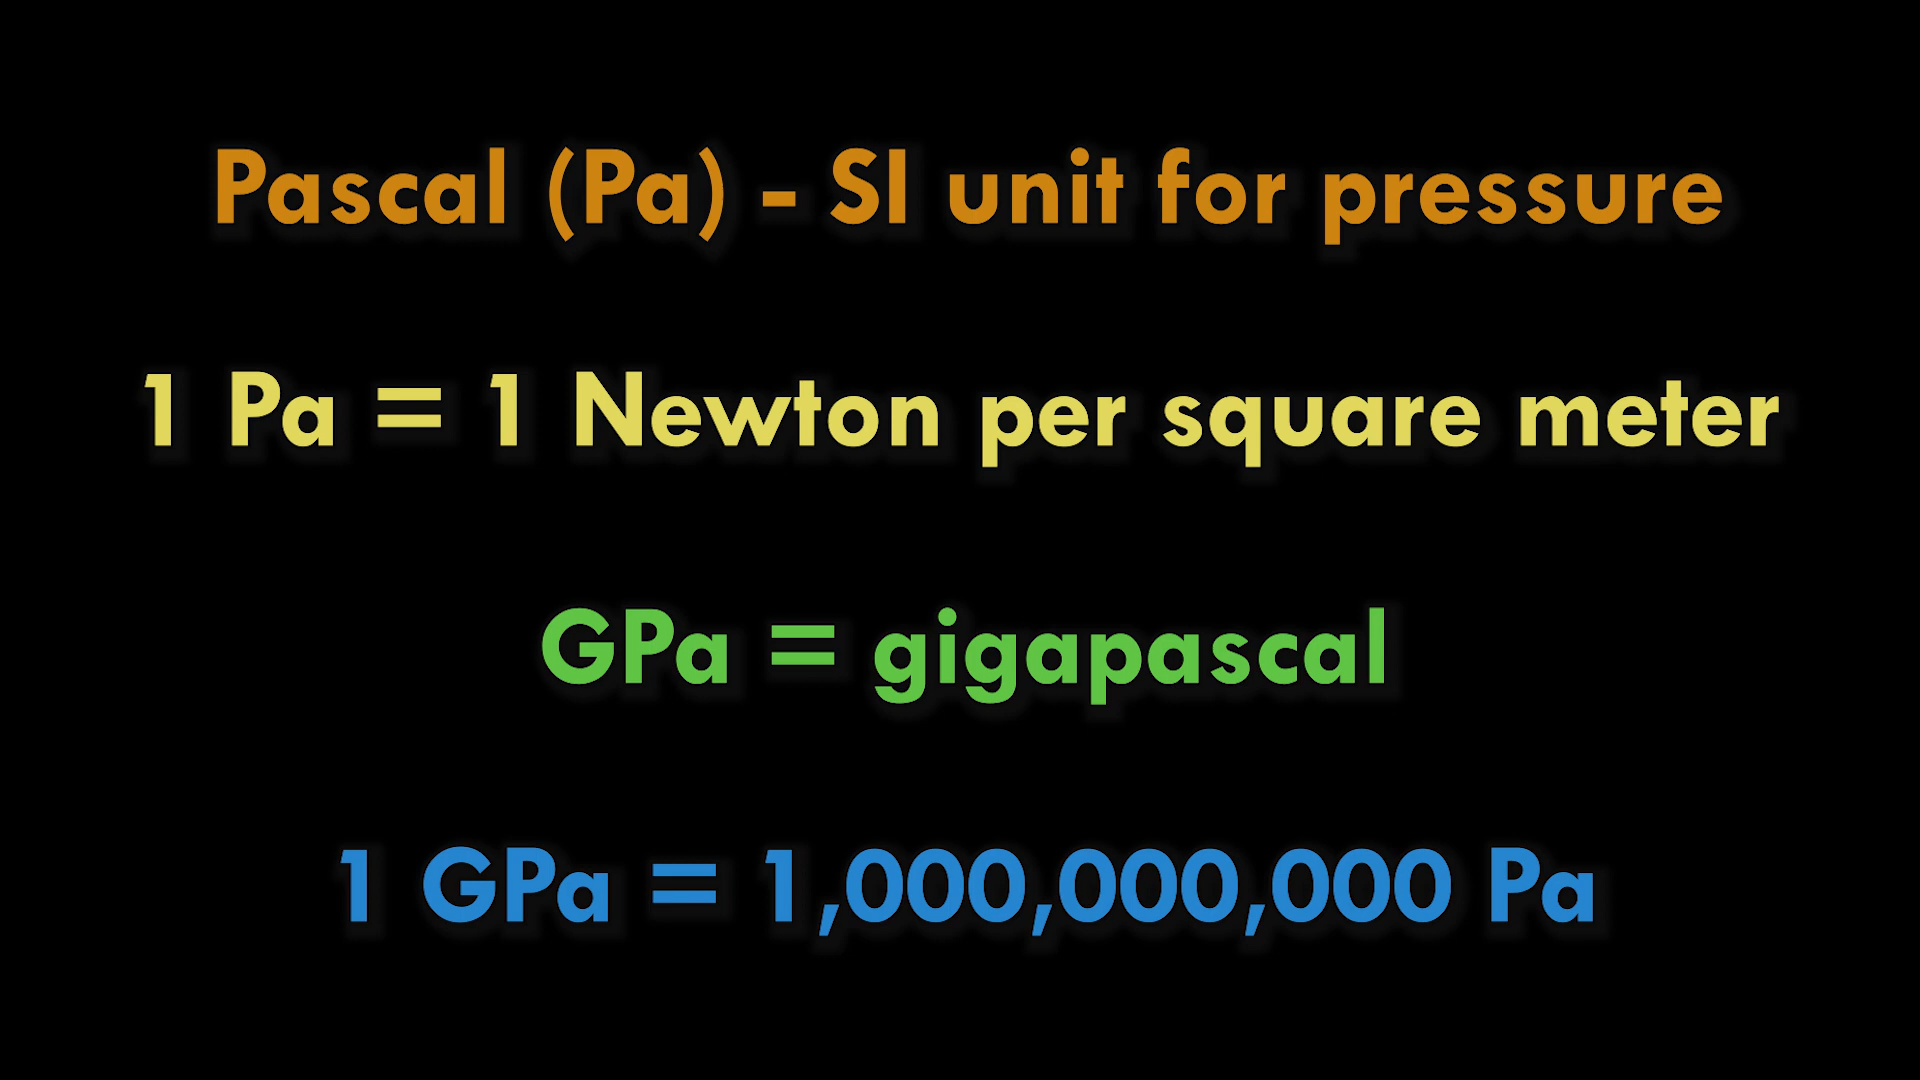 Pascal (Pa) - SI unit for pressure
1 Pa = 1 Newton per square meter
GPa = gigapascal
1 GPa = 1,000,000,000 Pa